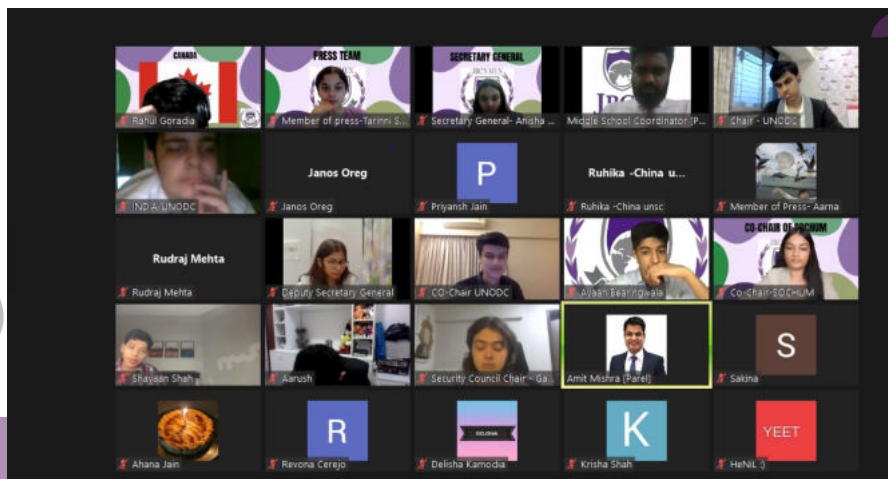 CANADA
Rahul Goradia
PRESS TEAM
Member of press-Tarinni S...
SECRETARY GENERAL
Secretary General- Anisha ...
Middle School Coordinator [P...
Chair - UNODC
INDIA-UNODC
Janos Oreg
Janos Oreg
P
Priyansh Jain
Ruhika -China u...
Ruhika -China unsc
Member of Press- Aarna
Rudraj Mehta
Rudraj Mehta
Deputy Secretary General
CO-Chair UNODC
Ayaan Bearingwala
CO-CHAIR OF SOCHUM
Co-Chair-SOCHUM
Shayaan Shah
Aarush
Security Council Chair - Ga...
Amit Mishra [Parel]
S
Sakina
Ahana Jain
R
Revona Cerejo
DELISHA
Delisha Kamodia
K
Krisha Shah
YEET
HeNiL :)